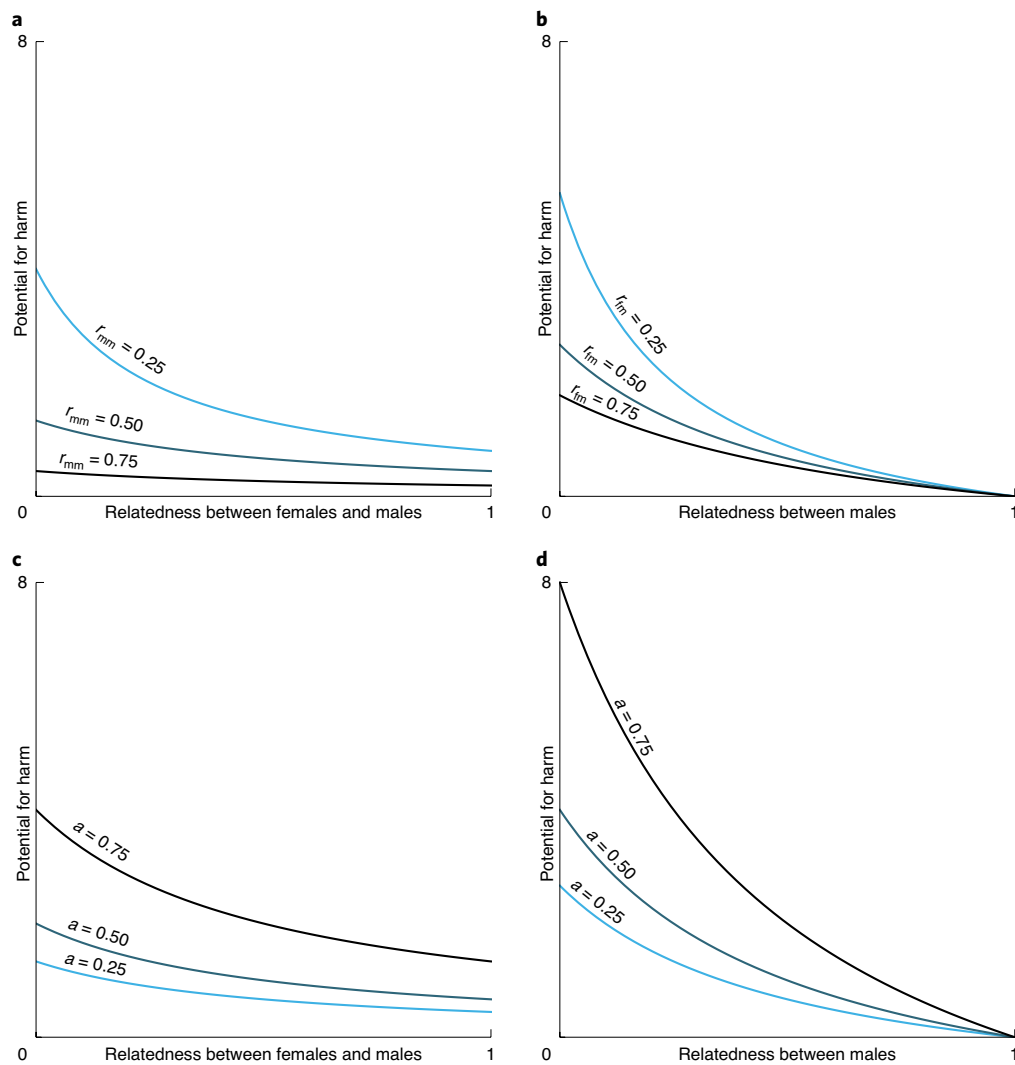 a
8
Potential for harm
r_mm = 0.25
r_mm = 0.50
r_mm = 0.75
0
Relatedness between females and males
1
b
8
Potential for harm
r_fm = 0.25
r_fm = 0.50
r_fm = 0.75
0
Relatedness between males
1
c
8
Potential for harm
a = 0.75
a = 0.50
a = 0.25
0
Relatedness between females and males
1
d
8
Potential for harm
a = 0.75
a = 0.50
a = 0.25
0
Relatedness between males
1